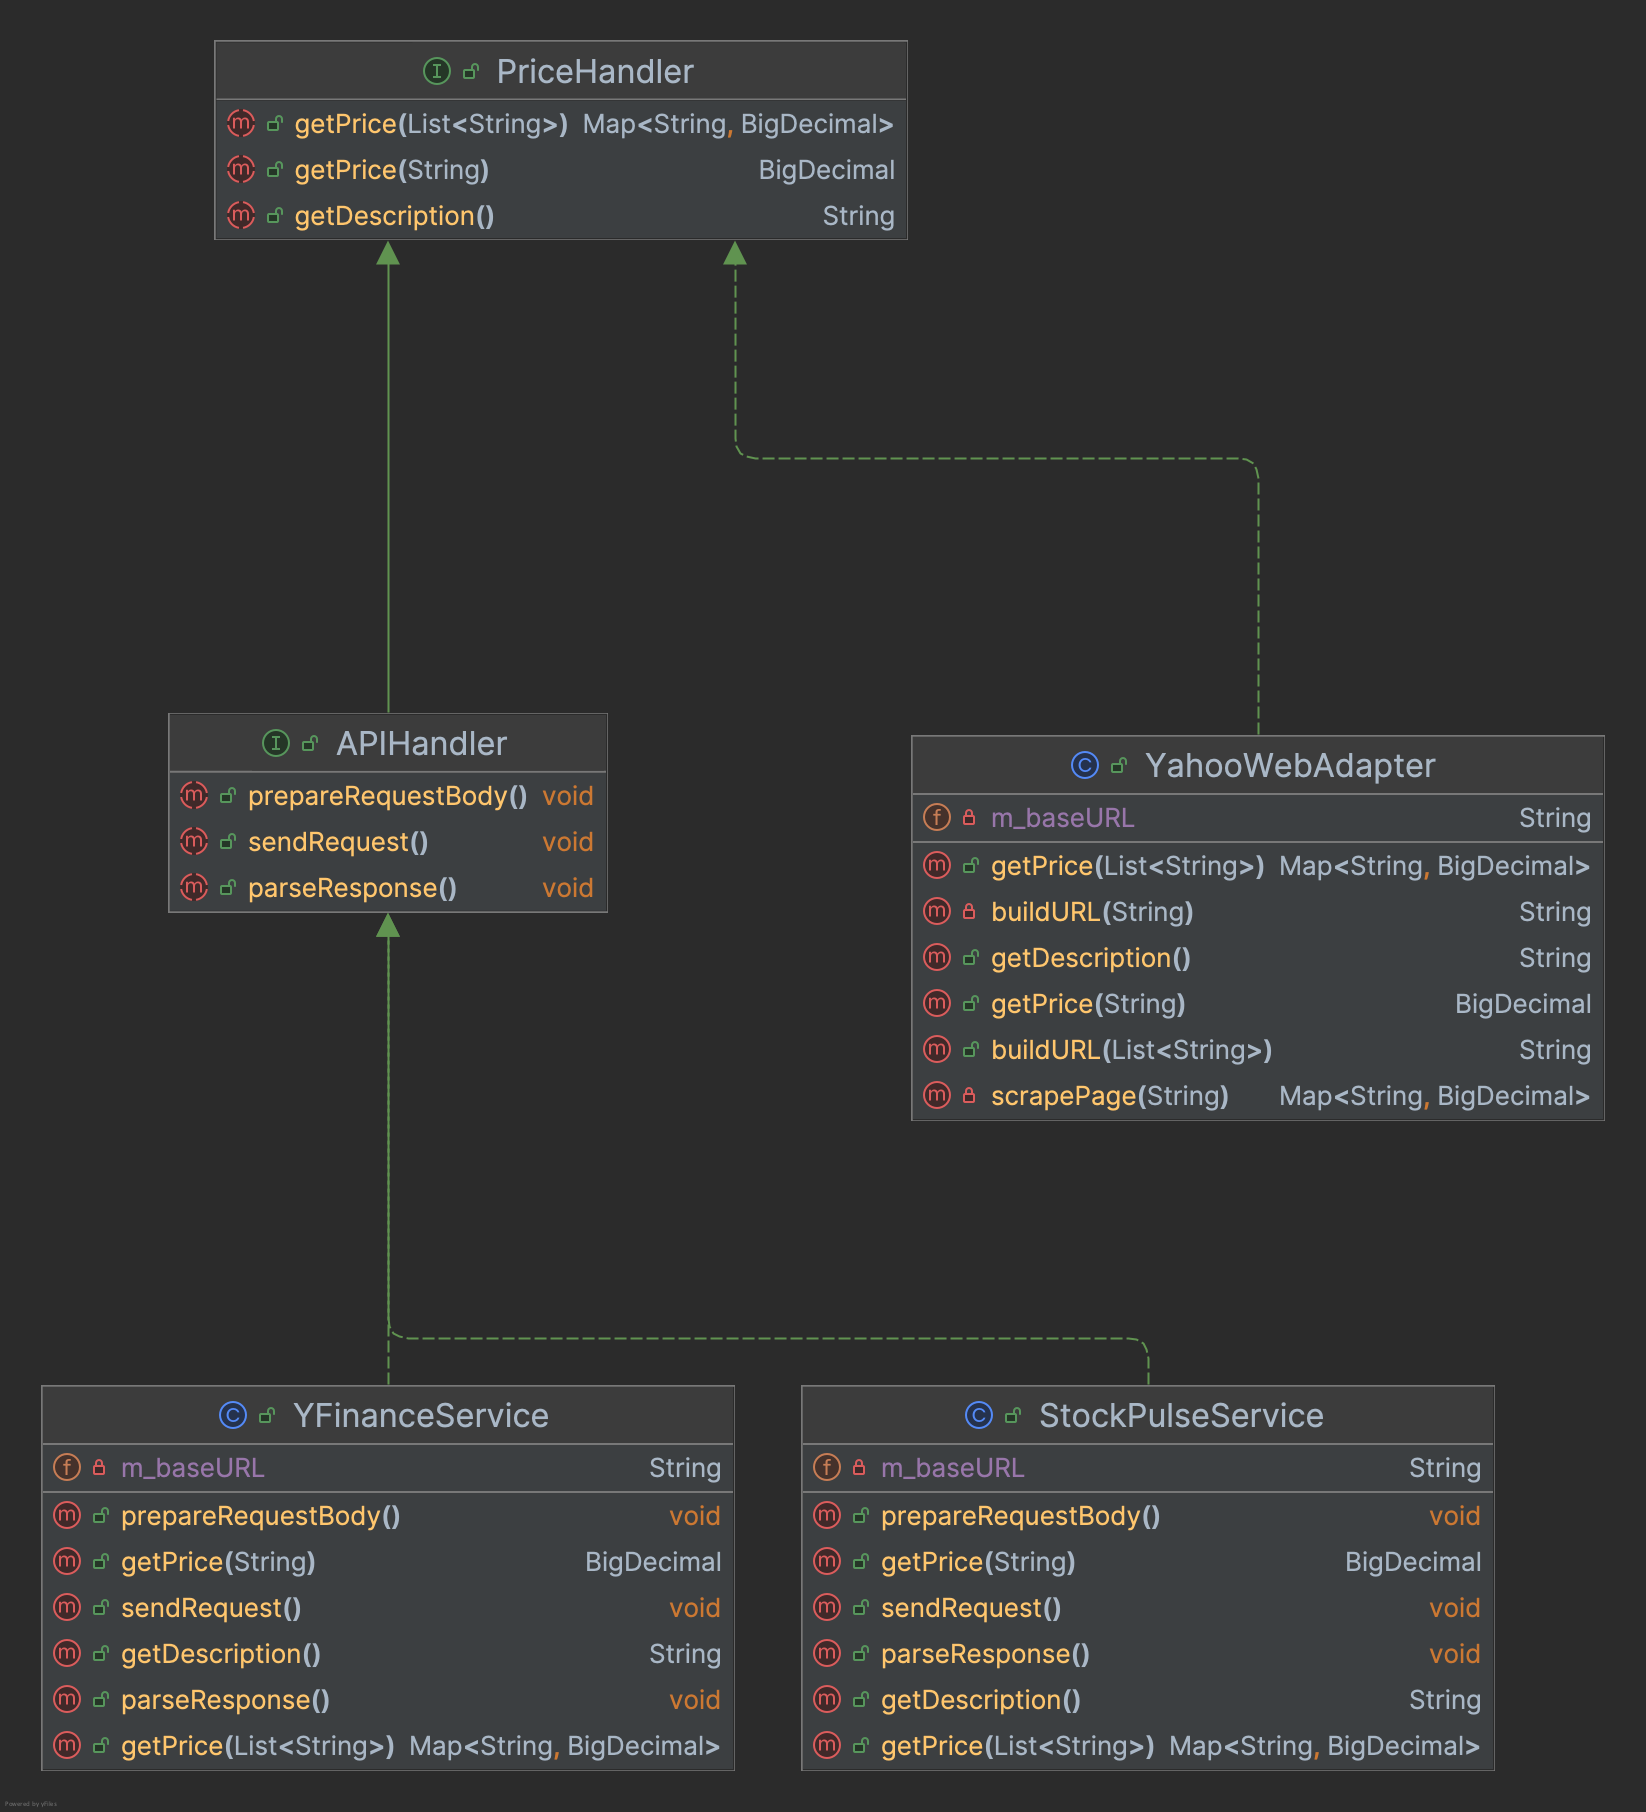 PriceHandler
getPrice(List<String>) Map<String, BigDecimal>
getPrice(String) BigDecimal
getDescription() String
APIHandler
prepareRequestBody() void
sendRequest() void
parseResponse() void
YahooWebAdapter
m_baseURL String
getPrice(List<String>) Map<String, BigDecimal>
buildURL(String) String
getDescription() String
getPrice(String) BigDecimal
buildURL(List<String>) String
scrapePage(String) Map<String, BigDecimal>
YFinanceService
m_baseURL String
prepareRequestBody() void
getPrice(String) BigDecimal
sendRequest() void
getDescription() String
parseResponse() void
getPrice(List<String>) Map<String, BigDecimal>
StockPulseService
m_baseURL String
prepareRequestBody() void
getPrice(String) BigDecimal
sendRequest() void
parseResponse() void
getDescription() String
getPrice(List<String>) Map<String, BigDecimal>
Powered by yFiles